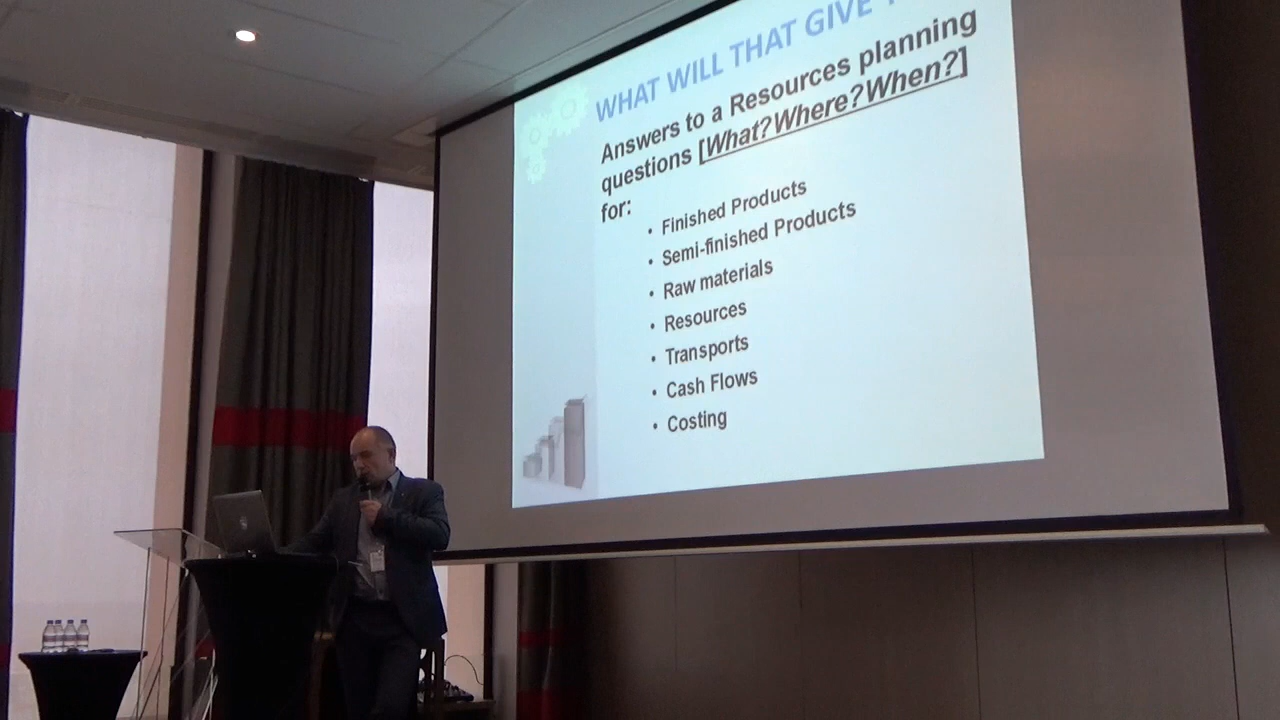 WHAT WILL THAT GIVE
Answers to a Resources planning
questions [What?Where?When?]
for:
• Finished Products
• Semi-finished Products
• Raw materials
• Resources
• Transports
• Cash Flows
• Costing